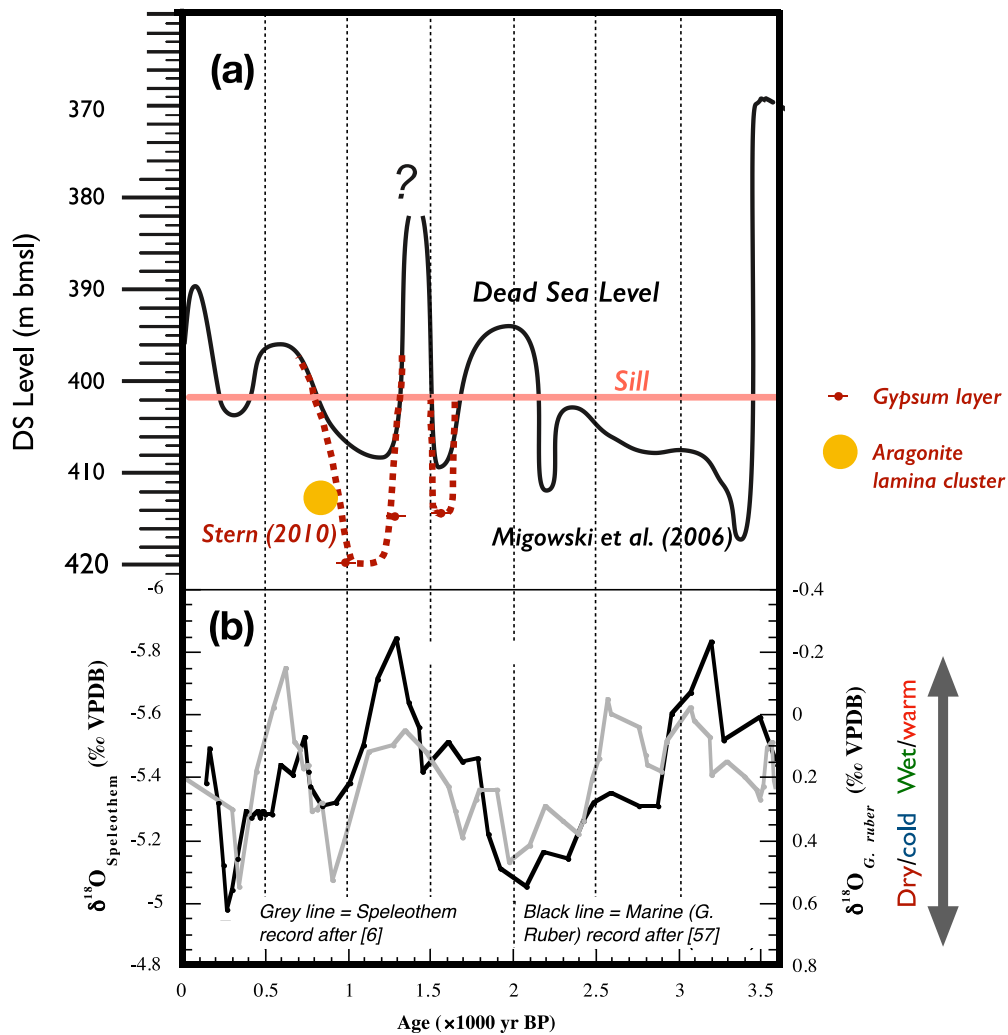 (a)
370
380
390
400
410
420
DS Level (m bmsl)
?
Dead Sea Level
Sill
Stern (2010)
Migowski et al. (2006)
Gypsum layer
Aragonite
lamina cluster
(b)
-6
-5.8
-5.6
-5.4
-5.2
-5
-4.8
δ¹⁸O Speleothem (‰ VPDB)
-0.4
-0.2
0
0.2
0.4
0.6
0.8
δ¹⁸O G. ruber (‰ VPDB)
Dry/cold Wet/warm
Grey line = Speleothem
record after [6]
Black line = Marine (G.
Ruber) record after [57]
0 0.5 1 1.5 2 2.5 3 3.5
Age (×1000 yr BP)